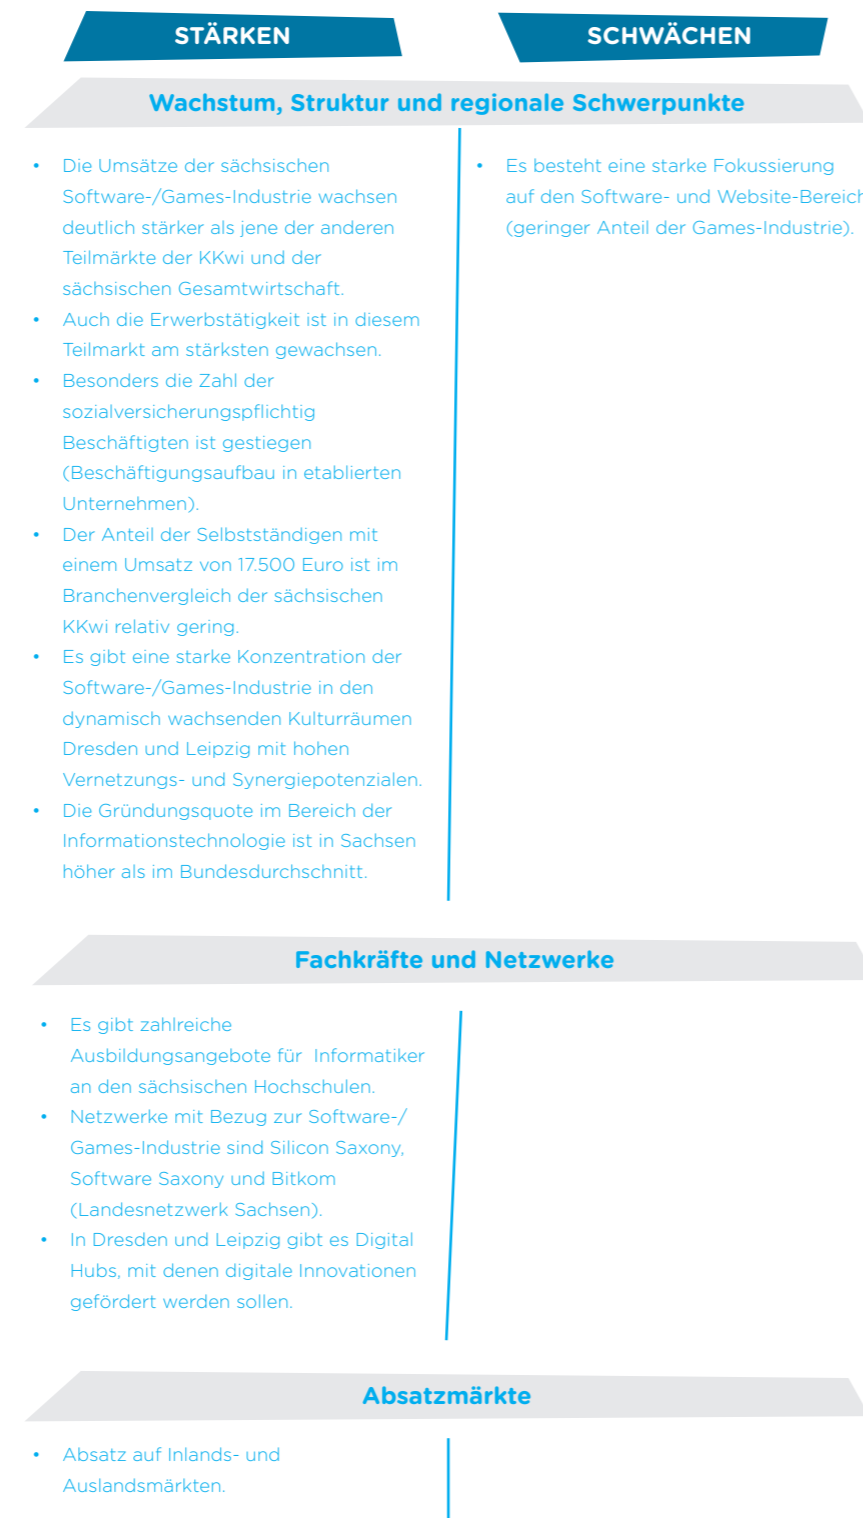 STÄRKEN
SCHWÄCHEN
Wachstum, Struktur und regionale Schwerpunkte
• Die Umsätze der sächsischen
Software-/Games-Industrie wachsen
deutlich stärker als jene der anderen
Teilmärkte der KKwi und der
sächsischen Gesamtwirtschaft.
• Auch die Erwerbstätigkeit ist in diesem
Teilmarkt am stärksten gewachsen.
• Besonders die Zahl der
sozialversicherungspflichtig
Beschäftigten ist gestiegen
(Beschäftigungsaufbau in etablierten
Unternehmen).
• Der Anteil der Selbstständigen mit
einem Umsatz von 17.500 Euro ist im
Branchenvergleich der sächsischen
KKwi relativ gering.
• Es gibt eine starke Konzentration der
Software-/Games-Industrie in den
dynamisch wachsenden Kulturräumen
Dresden und Leipzig mit hohen
Vernetzungs- und Synergiepotenzialen.
• Die Gründungsquote im Bereich der
Informationstechnologie ist in Sachsen
höher als im Bundesdurchschnitt.
• Es besteht eine starke Fokussierung
auf den Software- und Website-Bereich
(geringer Anteil der Games-Industrie).
Fachkräfte und Netzwerke
• Es gibt zahlreiche
Ausbildungsangebote für  Informatiker
an den sächsischen Hochschulen.
• Netzwerke mit Bezug zur Software-/
Games-Industrie sind Silicon Saxony,
Software Saxony und Bitkom
(Landesnetzwerk Sachsen).
• In Dresden und Leipzig gibt es Digital
Hubs, mit denen digitale Innovationen
gefördert werden sollen.
Absatzmärkte
• Absatz auf Inlands- und
Auslandsmärkten.